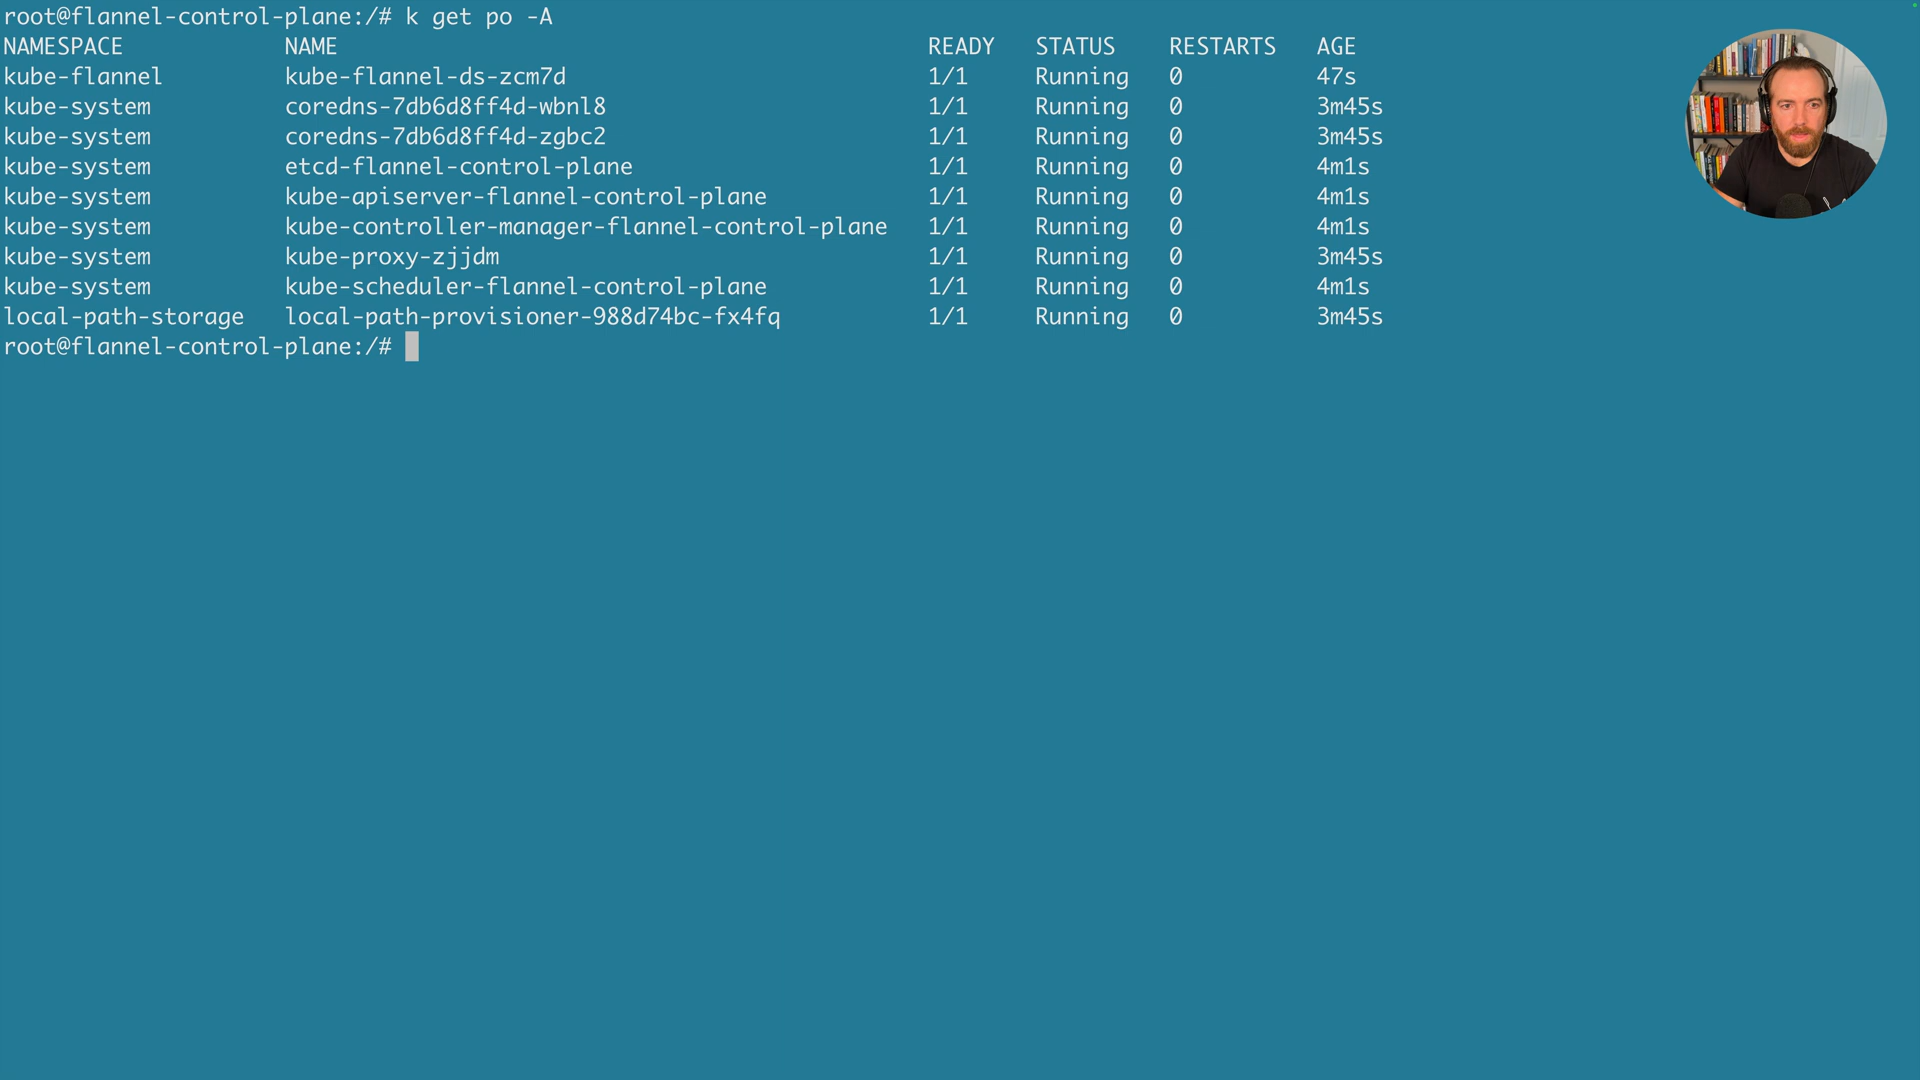 root@flannel-control-plane:/# k get po -A
NAMESPACE NAME READY STATUS RESTARTS AGE
kube-flannel kube-flannel-ds-zcm7d 1/1 Running 0 47s
kube-system coredns-7db6d8ff4d-wbnl8 1/1 Running 0 3m45s
kube-system coredns-7db6d8ff4d-zgbc2 1/1 Running 0 3m45s
kube-system etcd-flannel-control-plane 1/1 Running 0 4m1s
kube-system kube-apiserver-flannel-control-plane 1/1 Running 0 4m1s
kube-system kube-controller-manager-flannel-control-plane 1/1 Running 0 4m1s
kube-system kube-proxy-zjjdm 1/1 Running 0 3m45s
kube-system kube-scheduler-flannel-control-plane 1/1 Running 0 4m1s
local-path-storage local-path-provisioner-988d74bc-fx4fq 1/1 Running 0 3m45s
root@flannel-control-plane:/#